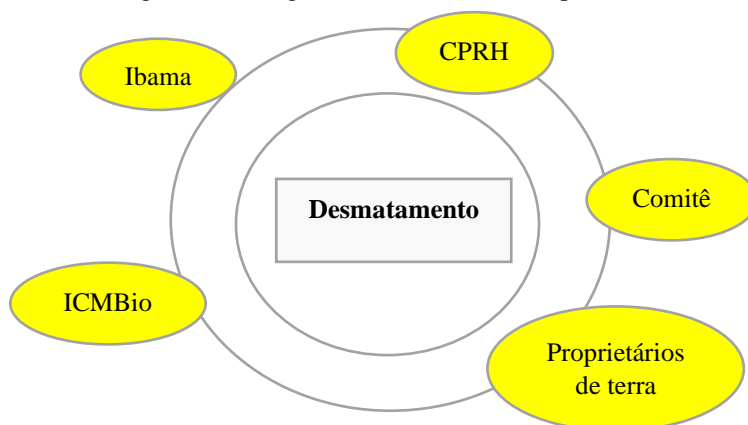 CPRH
Ibama
Desmatamento
Comitê
ICMBio
Proprietários
de terra